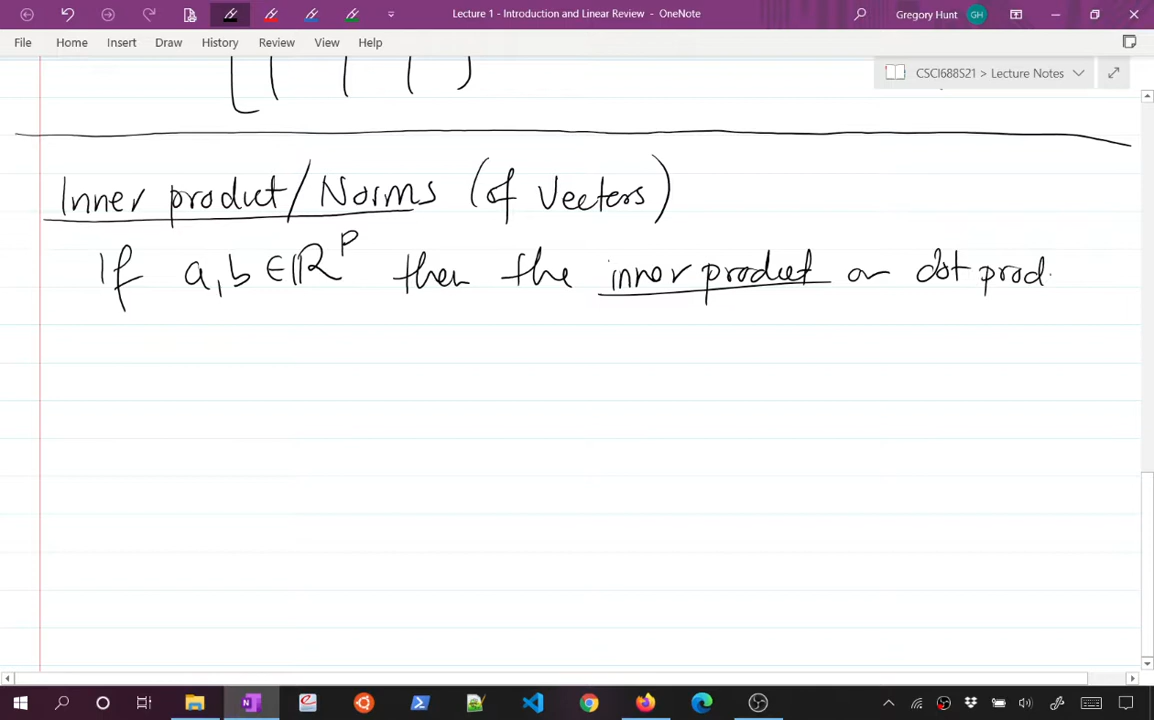 Lecture 1 - Introduction and Linear Review - OneNote
Gregory Hunt
GH
File Home Insert Draw History Review View Help
CSCI688S21 > Lecture Notes
Inner product/Norms (of Vectors)
If a, b ∈ ℝᵖ then the inner product or dot prod.